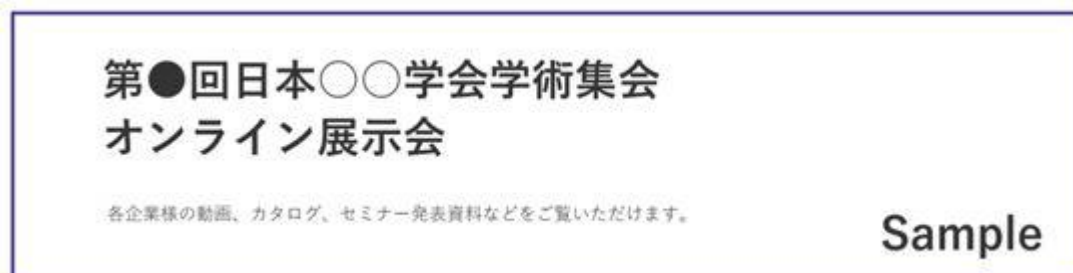 第●回日本○○学会学術集会
オンライン展示会
各企業様の動画、カタログ、セミナー発表資料などをご覧いただけます。
Sample